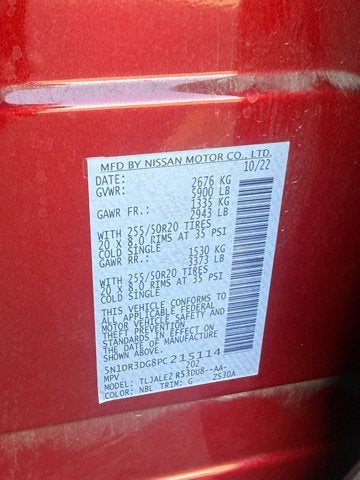 MFD BY NISSAN MOTOR CO., LTD.
DATE: 10/22
GVWR: 2676 KG
5900 LB
GAWR FR.: 1335 KG
2943 LB
WITH 255/50R20 TIRES
20 X 8.0 RIMS AT 35 PSI
COLD SINGLE
GAWR RR.: 1530 KG
3373 LB
WITH 255/50R20 TIRES
20 X 8.0 RIMS AT 35 PSI
COLD SINGLE
THIS VEHICLE CONFORMS TO
ALL APPLICABLE FEDERAL
MOTOR VEHICLE SAFETY AND
THEFT PREVENTION
STANDARDS IN EFFECT ON
THE DATE OF MANUFACTURE
SHOWN ABOVE.
5N1DR3DG8PC215114
MPV 202
MODEL: TLJALE2 R53DU8--AA-
COLOR: NBL TRIM: G ZS3DA